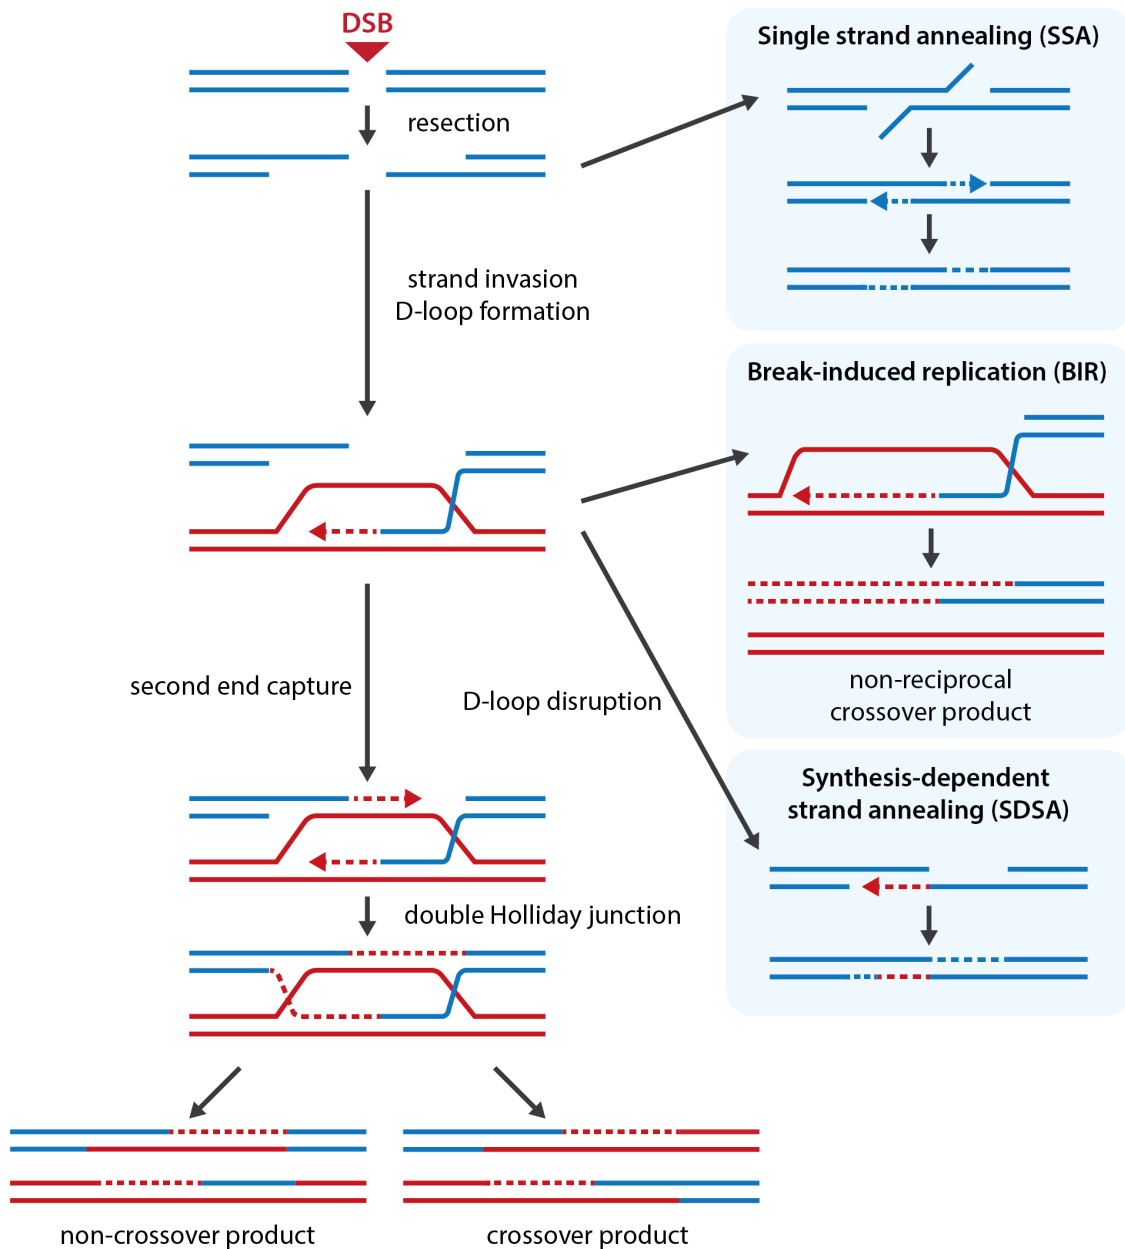 DSB
resection
strand invasion
D-loop formation
second end capture
D-loop disruption
double Holliday junction
non-crossover product
crossover product
Single strand annealing (SSA)
Break-induced replication (BIR)
non-reciprocal
crossover product
Synthesis-dependent
strand annealing (SDSA)